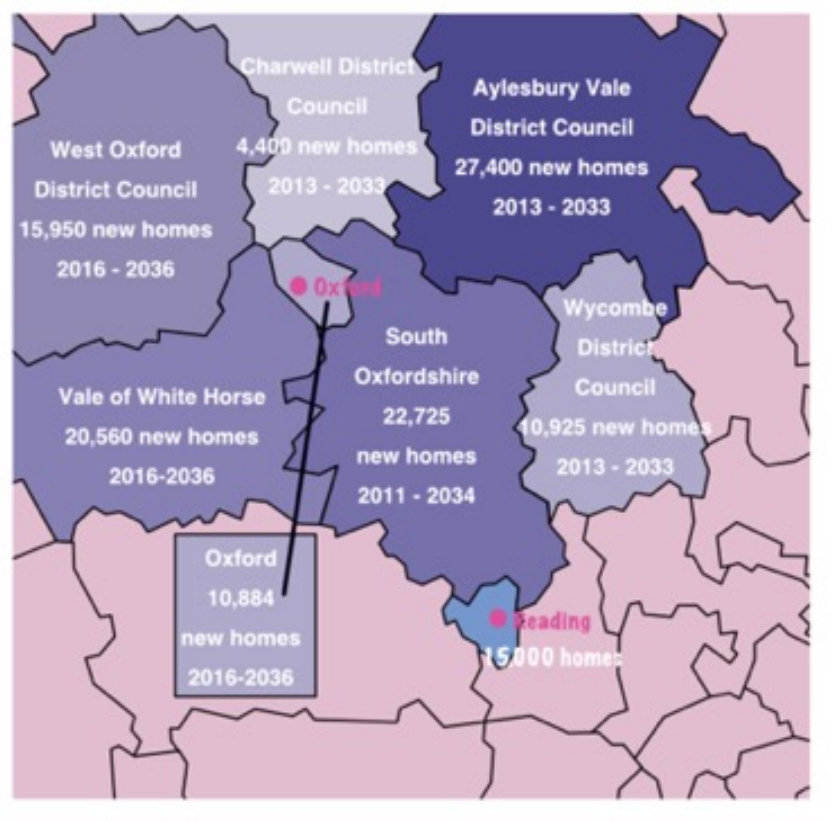 Charwell District
Council
4,400 new homes
2013 - 2033
Aylesbury Vale
District Council
27,400 new homes
2013 - 2033
West Oxford
District Council
15,950 new homes
2016 - 2036
Oxford
Wycombe
District
Council
10,925 new homes
2013 - 2033
South
Oxfordshire
22,725
new homes
2011 - 2034
Vale of White Horse
20,560 new homes
2016-2036
Oxford
10,884
new homes
2016-2036
Reading
15,000 homes